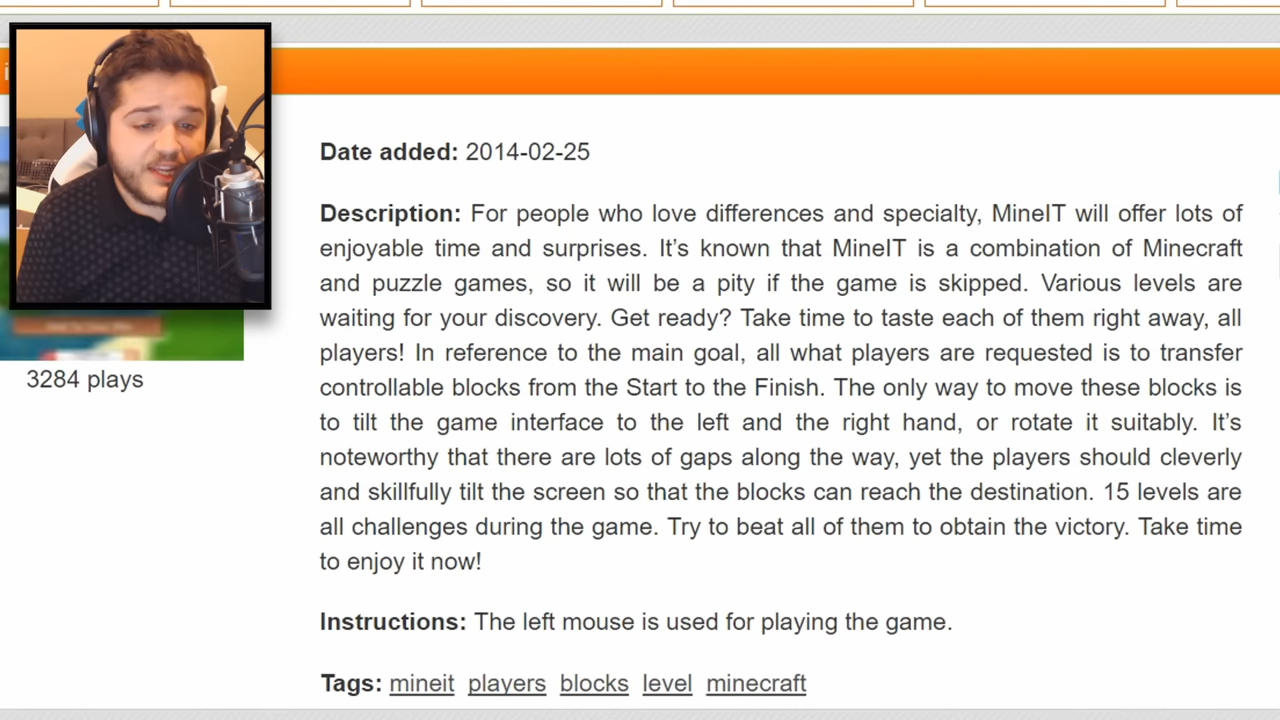 Date added: 2014-02-25
Description: For people who love differences and specialty, MineIT will offer lots of
enjoyable time and surprises. It’s known that MineIT is a combination of Minecraft
and puzzle games, so it will be a pity if the game is skipped. Various levels are
waiting for your discovery. Get ready? Take time to taste each of them right away, all
players! In reference to the main goal, all what players are requested is to transfer
controllable blocks from the Start to the Finish. The only way to move these blocks is
to tilt the game interface to the left and the right hand, or rotate it suitably. It’s
noteworthy that there are lots of gaps along the way, yet the players should cleverly
and skillfully tilt the screen so that the blocks can reach the destination. 15 levels are
all challenges during the game. Try to beat all of them to obtain the victory. Take time
to enjoy it now!
Instructions: The left mouse is used for playing the game.
Tags: mineit players blocks level minecraft
3284 plays